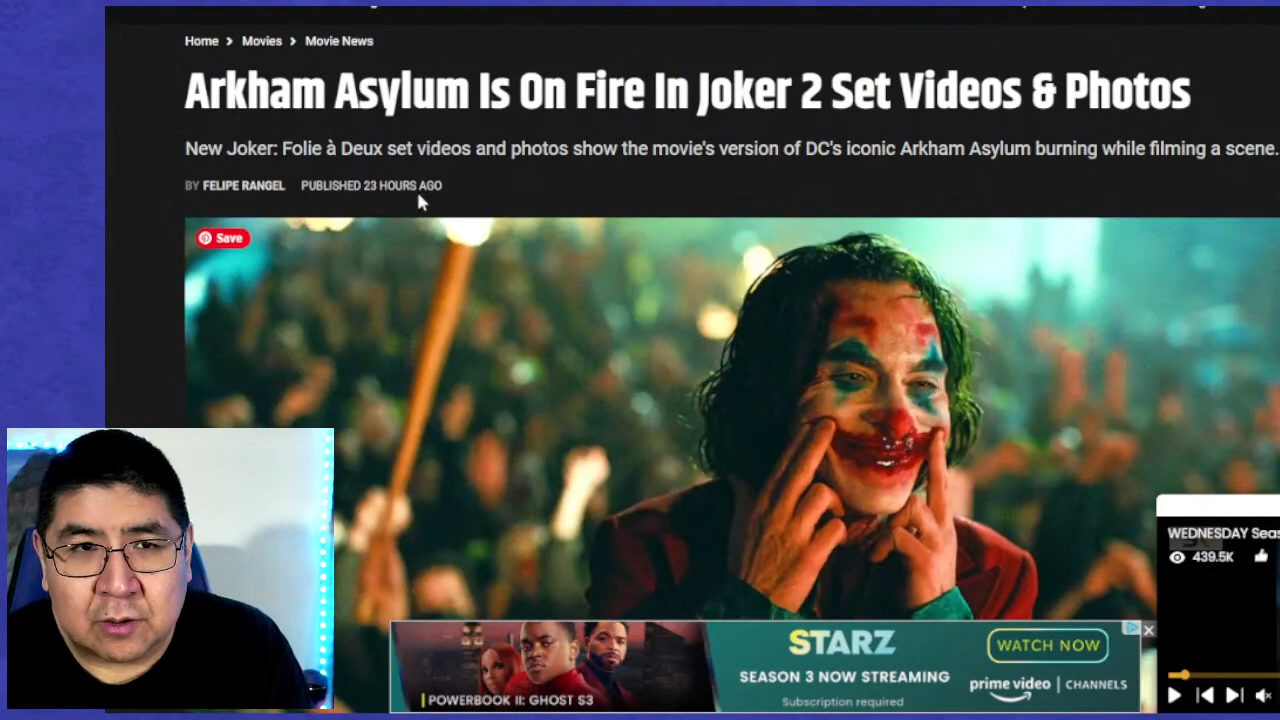 Home > Movies > Movie News
Arkham Asylum Is On Fire In Joker 2 Set Videos & Photos
New Joker: Folie à Deux set videos and photos show the movie's version of DC's iconic Arkham Asylum burning while filming a scene.
BY FELIPE RANGEL PUBLISHED 23 HOURS AGO
Save
WEDNESDAY Seas
439.5K
STARZ
SEASON 3 NOW STREAMING
Subscription required
WATCH NOW
prime video | CHANNELS
POWERBOOK II: GHOST S3